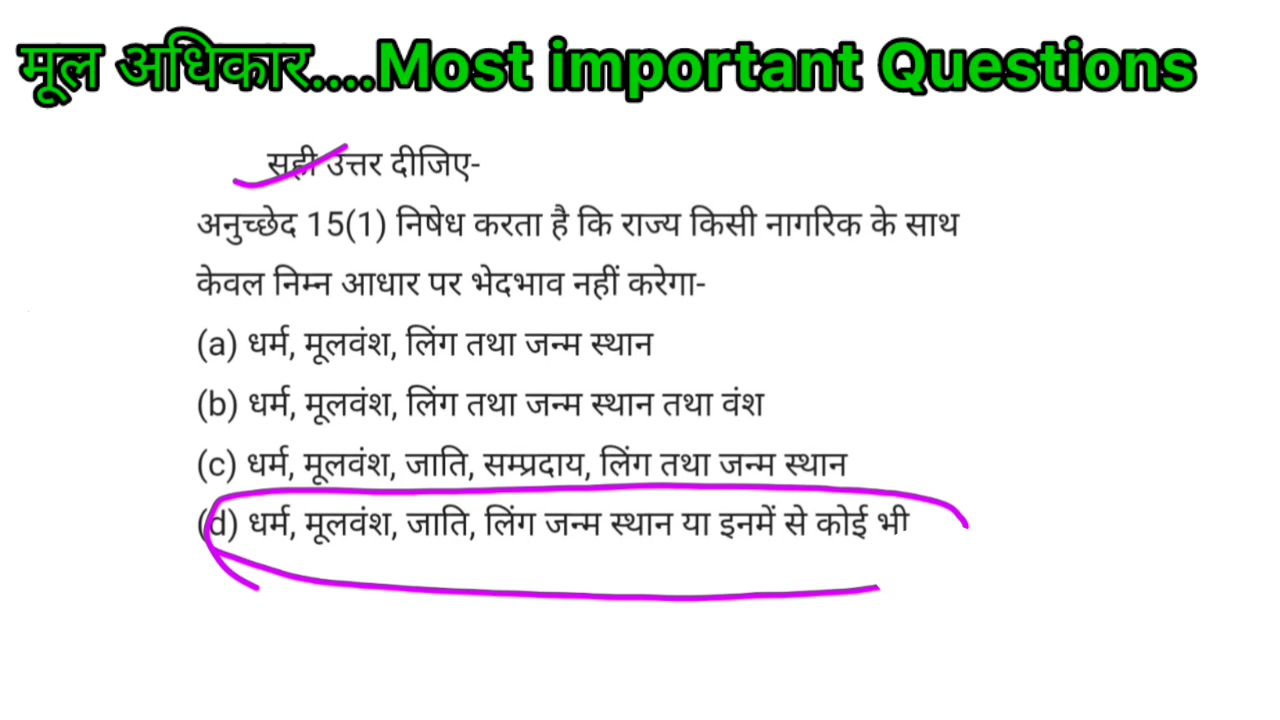 मूल अधिकार....Most important Questions
सही उत्तर दीजिए-
अनुच्छेद 15(1) निषेध करता है कि राज्य किसी नागरिक के साथ
केवल निम्न आधार पर भेदभाव नहीं करेगा-
(a) धर्म, मूलवंश, लिंग तथा जन्म स्थान
(b) धर्म, मूलवंश, लिंग तथा जन्म स्थान तथा वंश
(c) धर्म, मूलवंश, जाति, सम्प्रदाय, लिंग तथा जन्म स्थान
(d) धर्म, मूलवंश, जाति, लिंग जन्म स्थान या इनमें से कोई भी